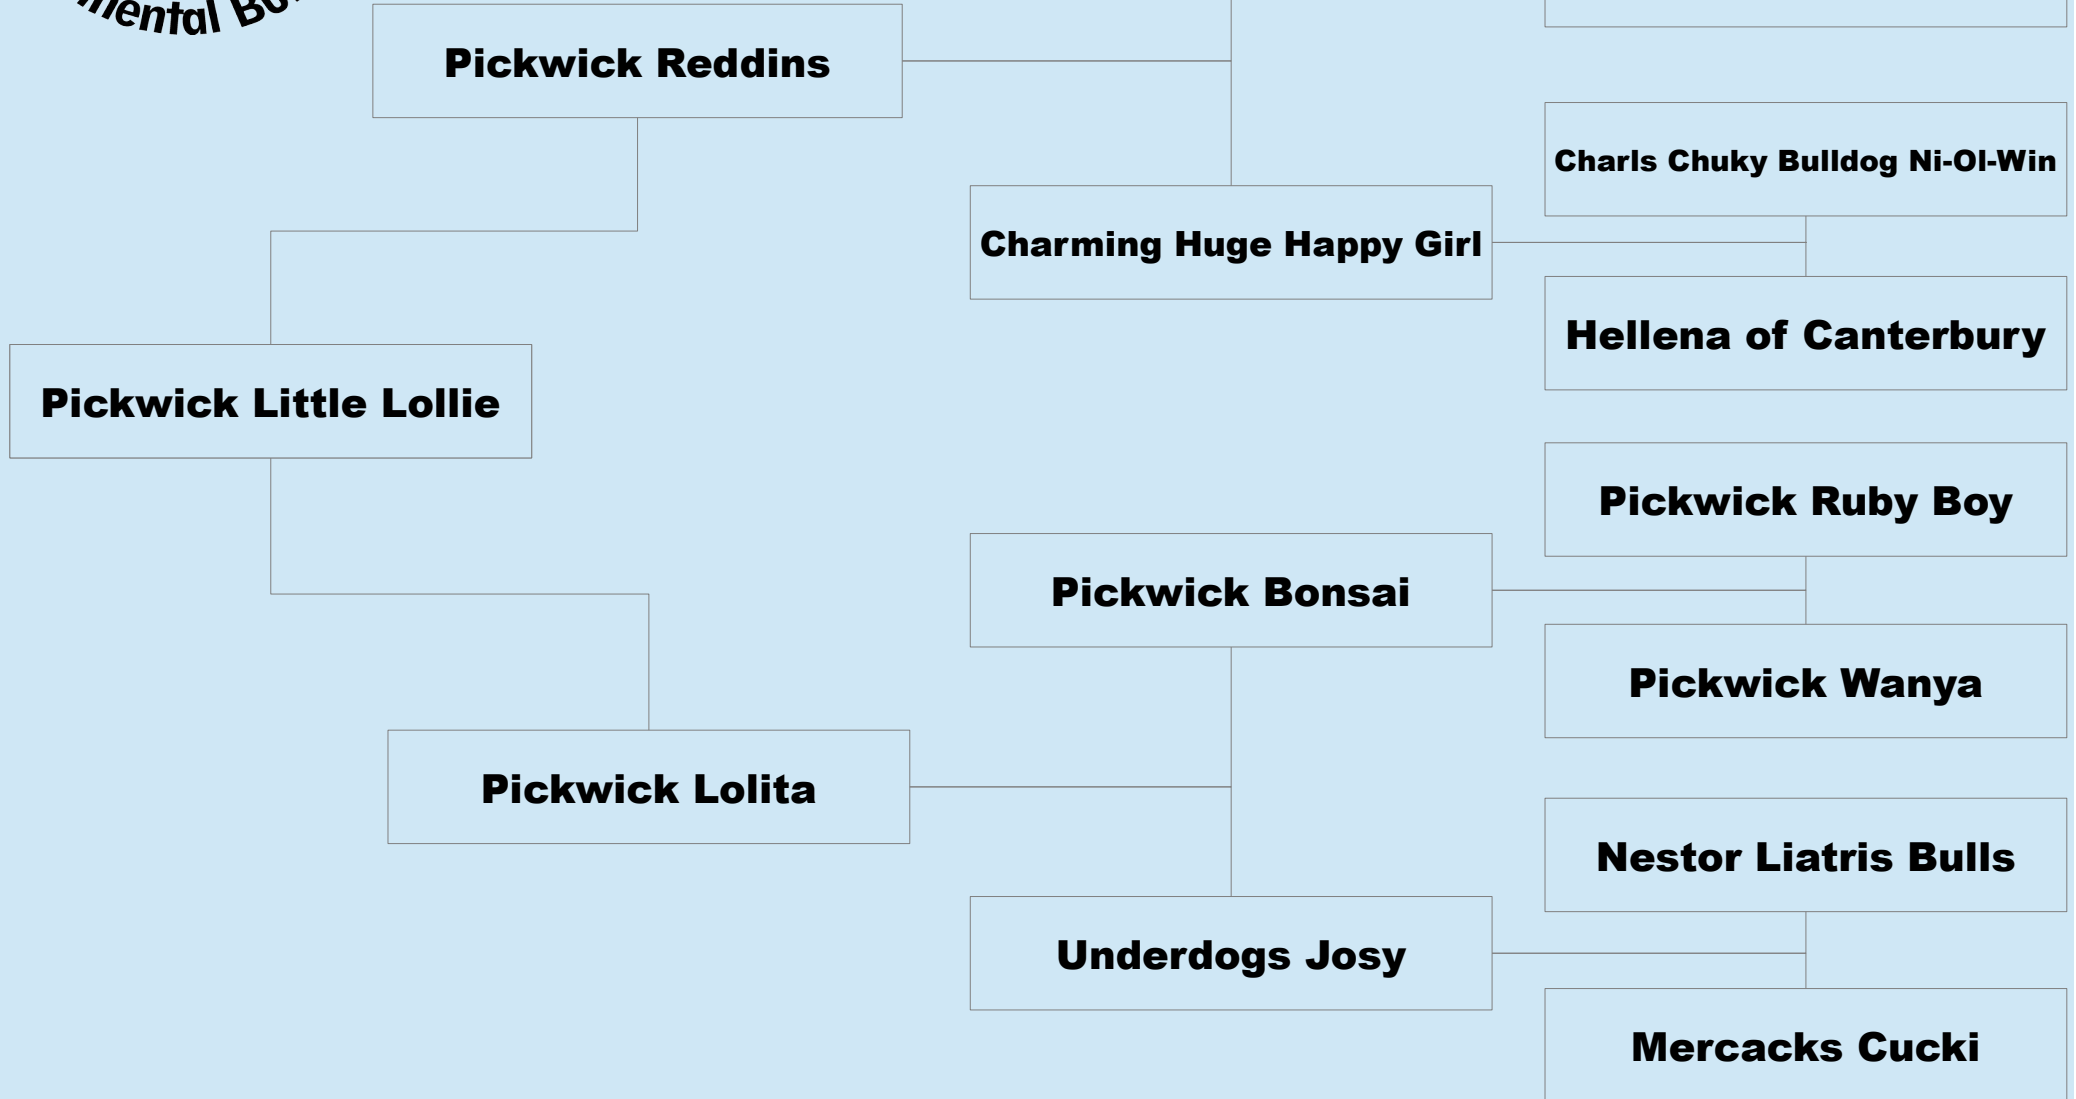 mental
Pickwick Reddins
Charls Chuky Bulldog Ni-Ol-Win
Charming Huge Happy Girl
Hellena of Canterbury
Pickwick Little Lollie
Pickwick Ruby Boy
Pickwick Bonsai
Pickwick Wanya
Pickwick Lolita
Nestor Liatris Bulls
Underdogs Josy
Mercacks Cucki